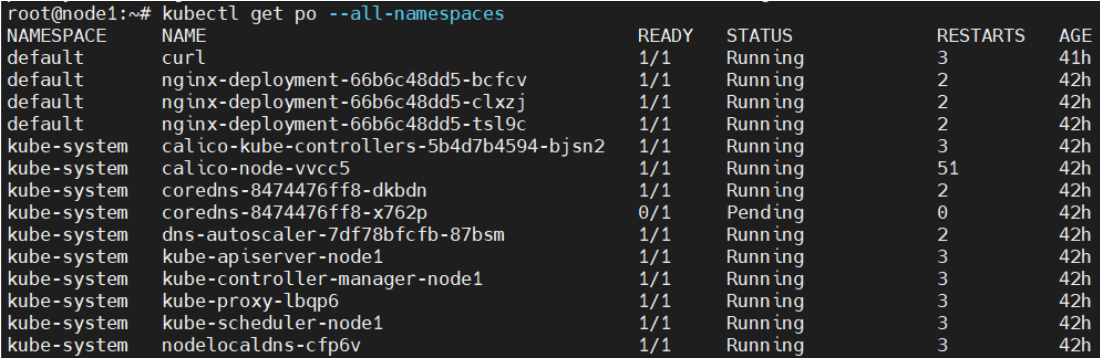 root@node1:~# kubectl get po --all-namespaces
NAMESPACE NAME READY STATUS RESTARTS AGE
default curl 1/1 Running 3 41h
default nginx-deployment-66b6c48dd5-bcfcv 1/1 Running 2 42h
default nginx-deployment-66b6c48dd5-clxzj 1/1 Running 2 42h
default nginx-deployment-66b6c48dd5-tsl9c 1/1 Running 2 42h
kube-system calico-kube-controllers-5b4d7b4594-bjsn2 1/1 Running 3 42h
kube-system calico-node-vvcc5 1/1 Running 51 42h
kube-system coredns-8474476ff8-dkbdn 1/1 Running 2 42h
kube-system coredns-8474476ff8-x762p 0/1 Pending 0 42h
kube-system dns-autoscaler-7df78bfcfb-87bsm 1/1 Running 2 42h
kube-system kube-apiserver-node1 1/1 Running 3 42h
kube-system kube-controller-manager-node1 1/1 Running 3 42h
kube-system kube-proxy-lbqp6 1/1 Running 3 42h
kube-system kube-scheduler-node1 1/1 Running 3 42h
kube-system nodelocaldns-cfp6v 1/1 Running 3 42h